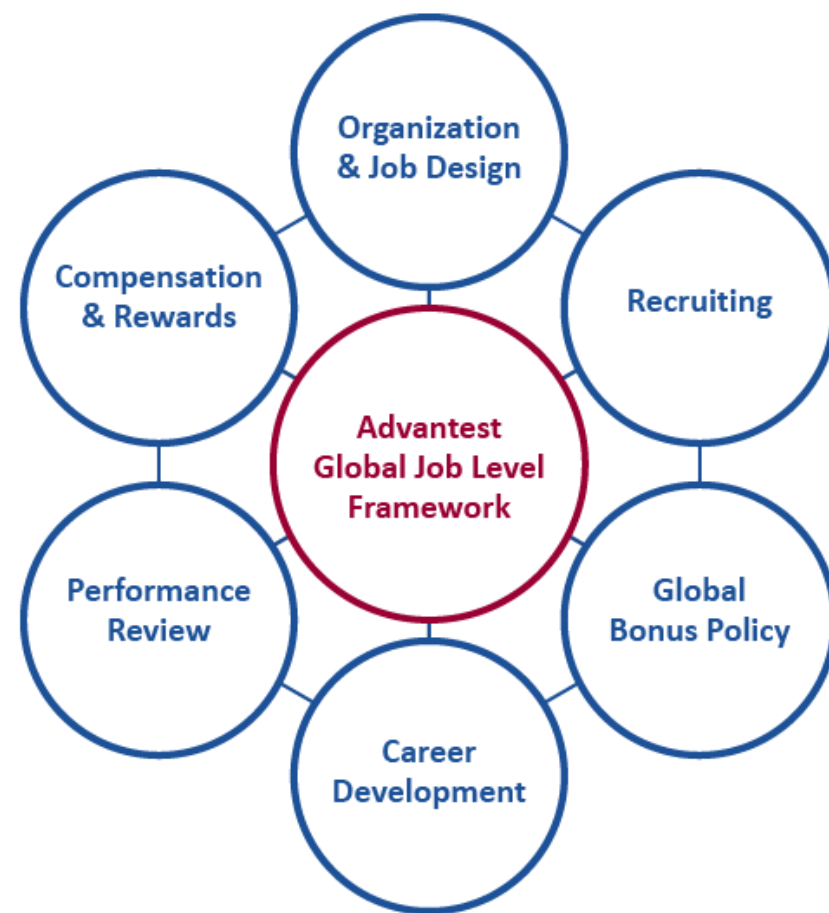 Organization
& Job Design
Compensation
& Rewards
Recruiting
Advantest
Global Job Level
Framework
Performance
Review
Global
Bonus Policy
Career
Development